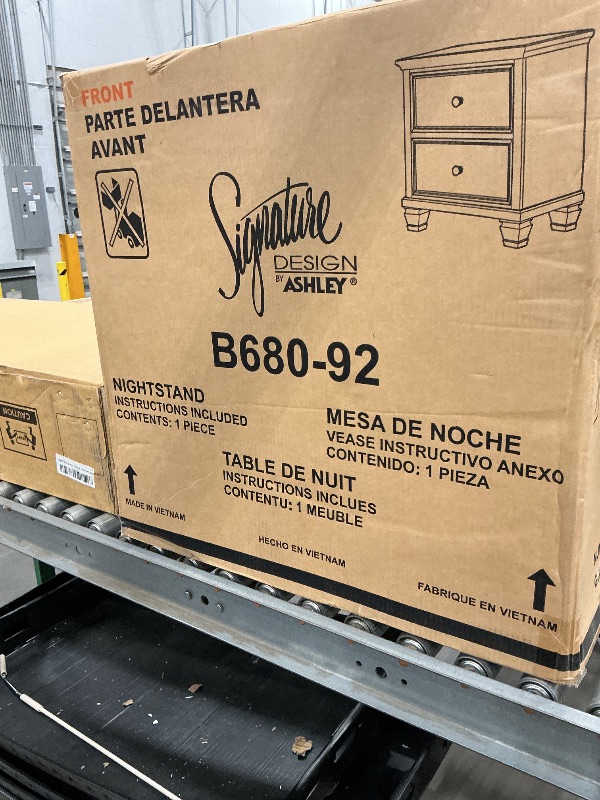 FRONT
PARTE DELANTERA
AVANT
Signature
DESIGN
BY ASHLEY®
B680-92
NIGHTSTAND
INSTRUCTIONS INCLUDED
CONTENTS: 1 PIECE
MESA DE NOCHE
VEASE INSTRUCTIVO ANEXO
CONTENIDO: 1 PIEZA
TABLE DE NUIT
INSTRUCTIONS INCLUES
CONTENTU: 1 MEUBLE
MADE IN VIETNAM
HECHO EN VIETNAM
FABRIQUE EN VIETNAM
CAUTION